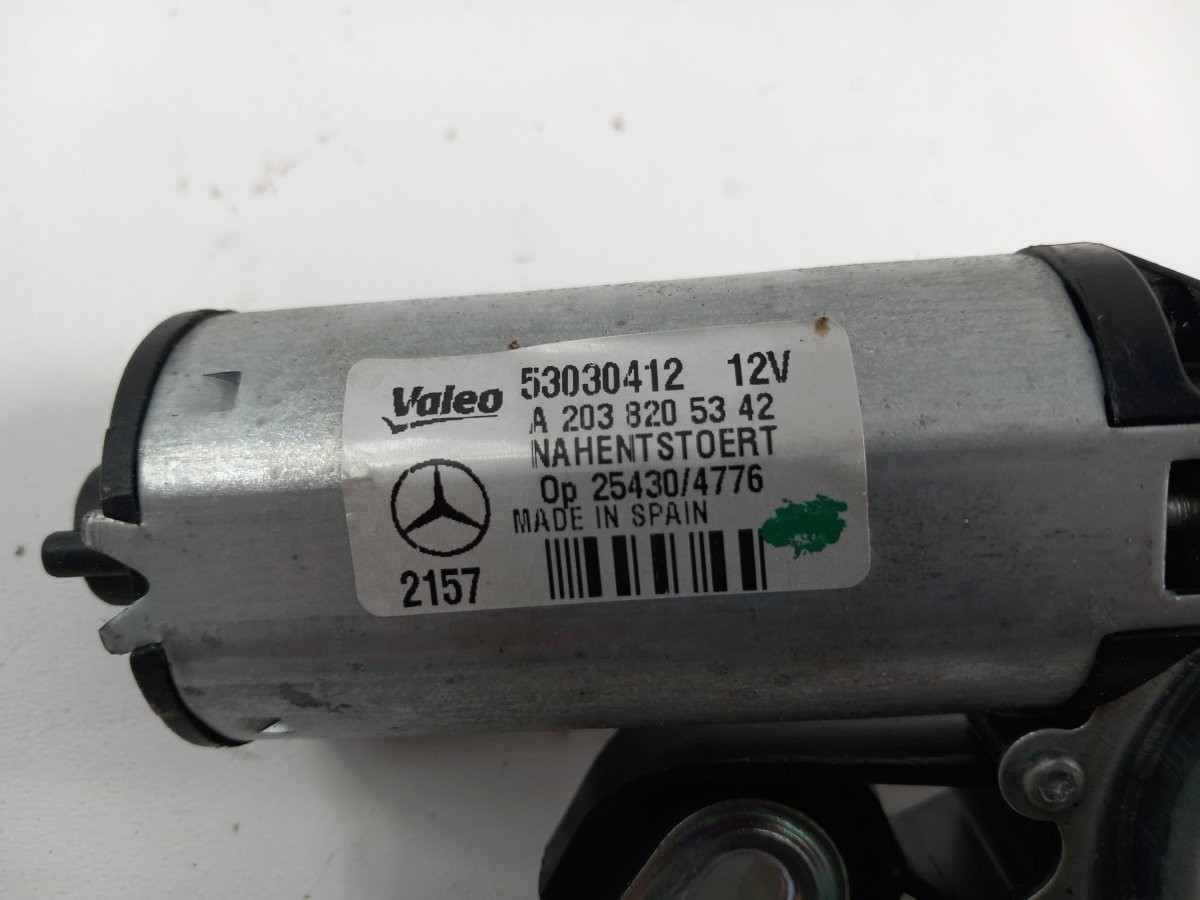 Valeo 53030412 12V
A 203 820 53 42
NAHENTSTOERT
Op 25430/4776
MADE IN SPAIN
2157